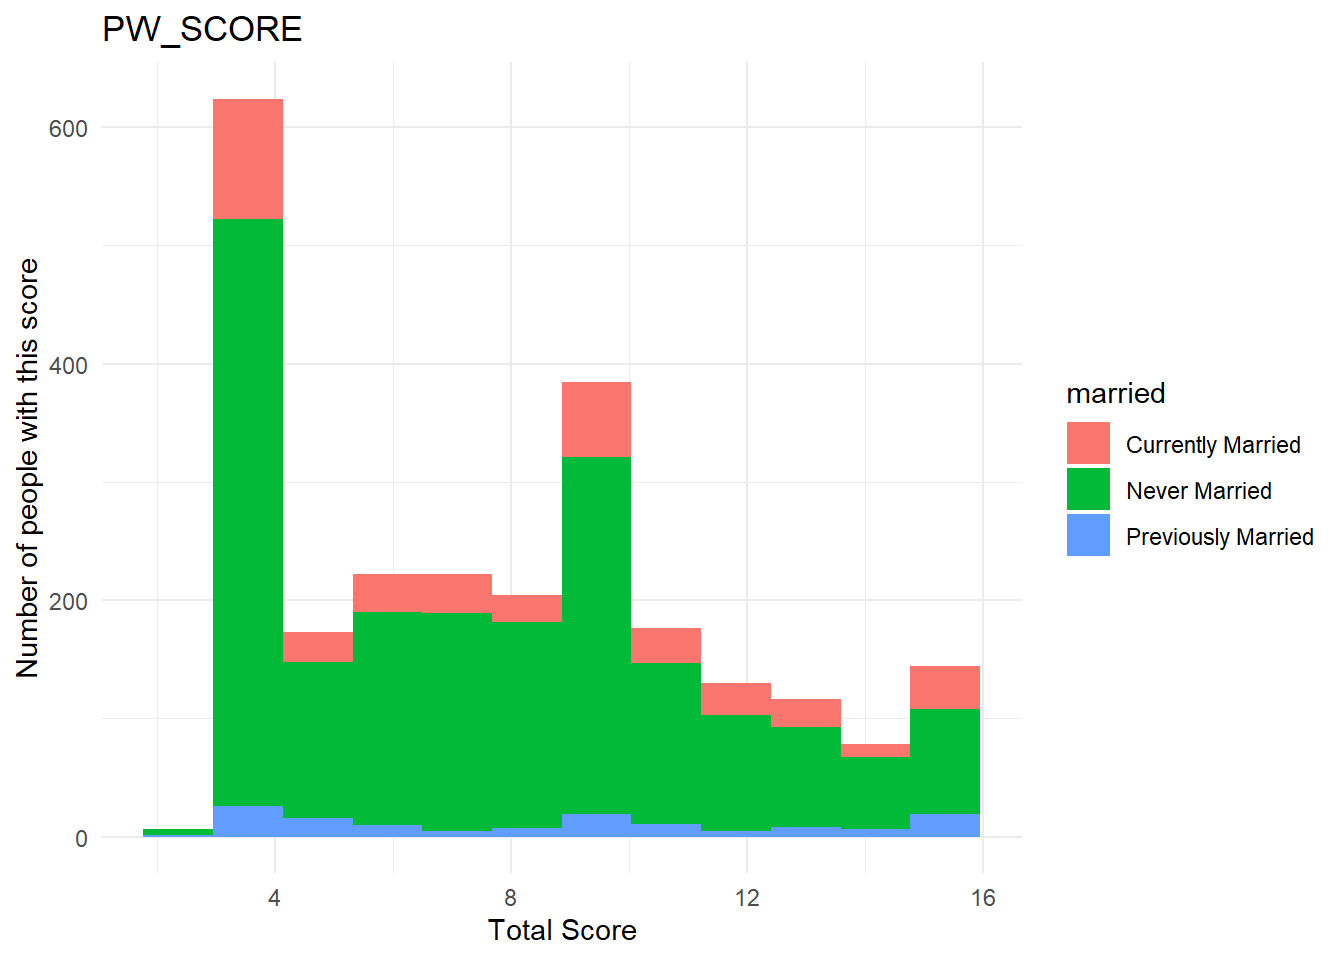 PW_SCORE
600
400
200
0
4 8 12 16
Total Score
Number of people with this score
married
Currently Married
Never Married
Previously Married